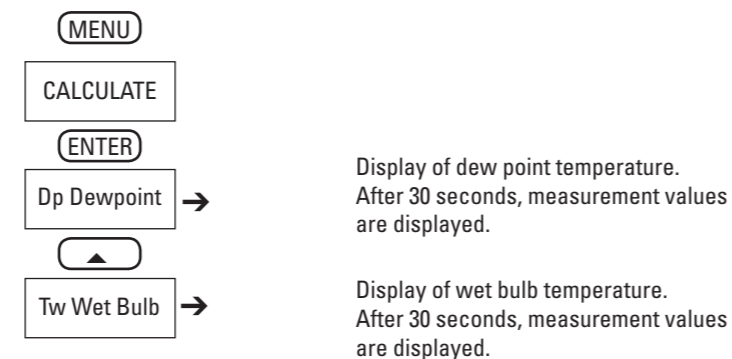 MENU
CALCULATE
ENTER
Dp Dewpoint
Display of dew point temperature.
After 30 seconds, measurement values
are displayed.
Tw Wet Bulb
Display of wet bulb temperature.
After 30 seconds, measurement values
are displayed.